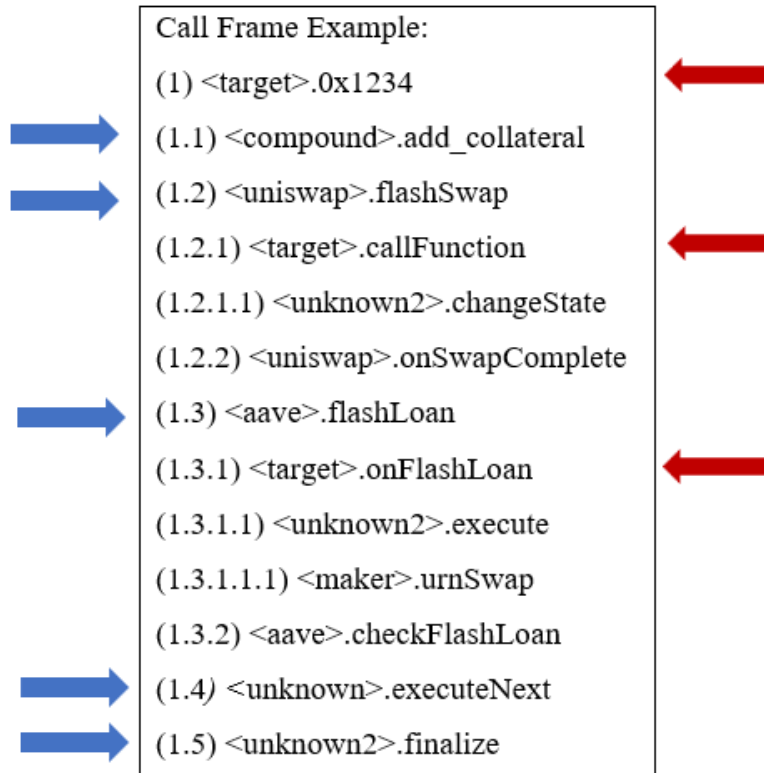 Call Frame Example:
(1) <target>.0x1234
(1.1) <compound>.add_collateral
(1.2) <uniswap>.flashSwap
(1.2.1) <target>.callFunction
(1.2.1.1) <unknown2>.changeState
(1.2.2) <uniswap>.onSwapComplete
(1.3) <aave>.flashLoan
(1.3.1) <target>.onFlashLoan
(1.3.1.1) <unknown2>.execute
(1.3.1.1.1) <maker>.urnSwap
(1.3.2) <aave>.checkFlashLoan
(1.4) <unknown>.executeNext
(1.5) <unknown2>.finalize